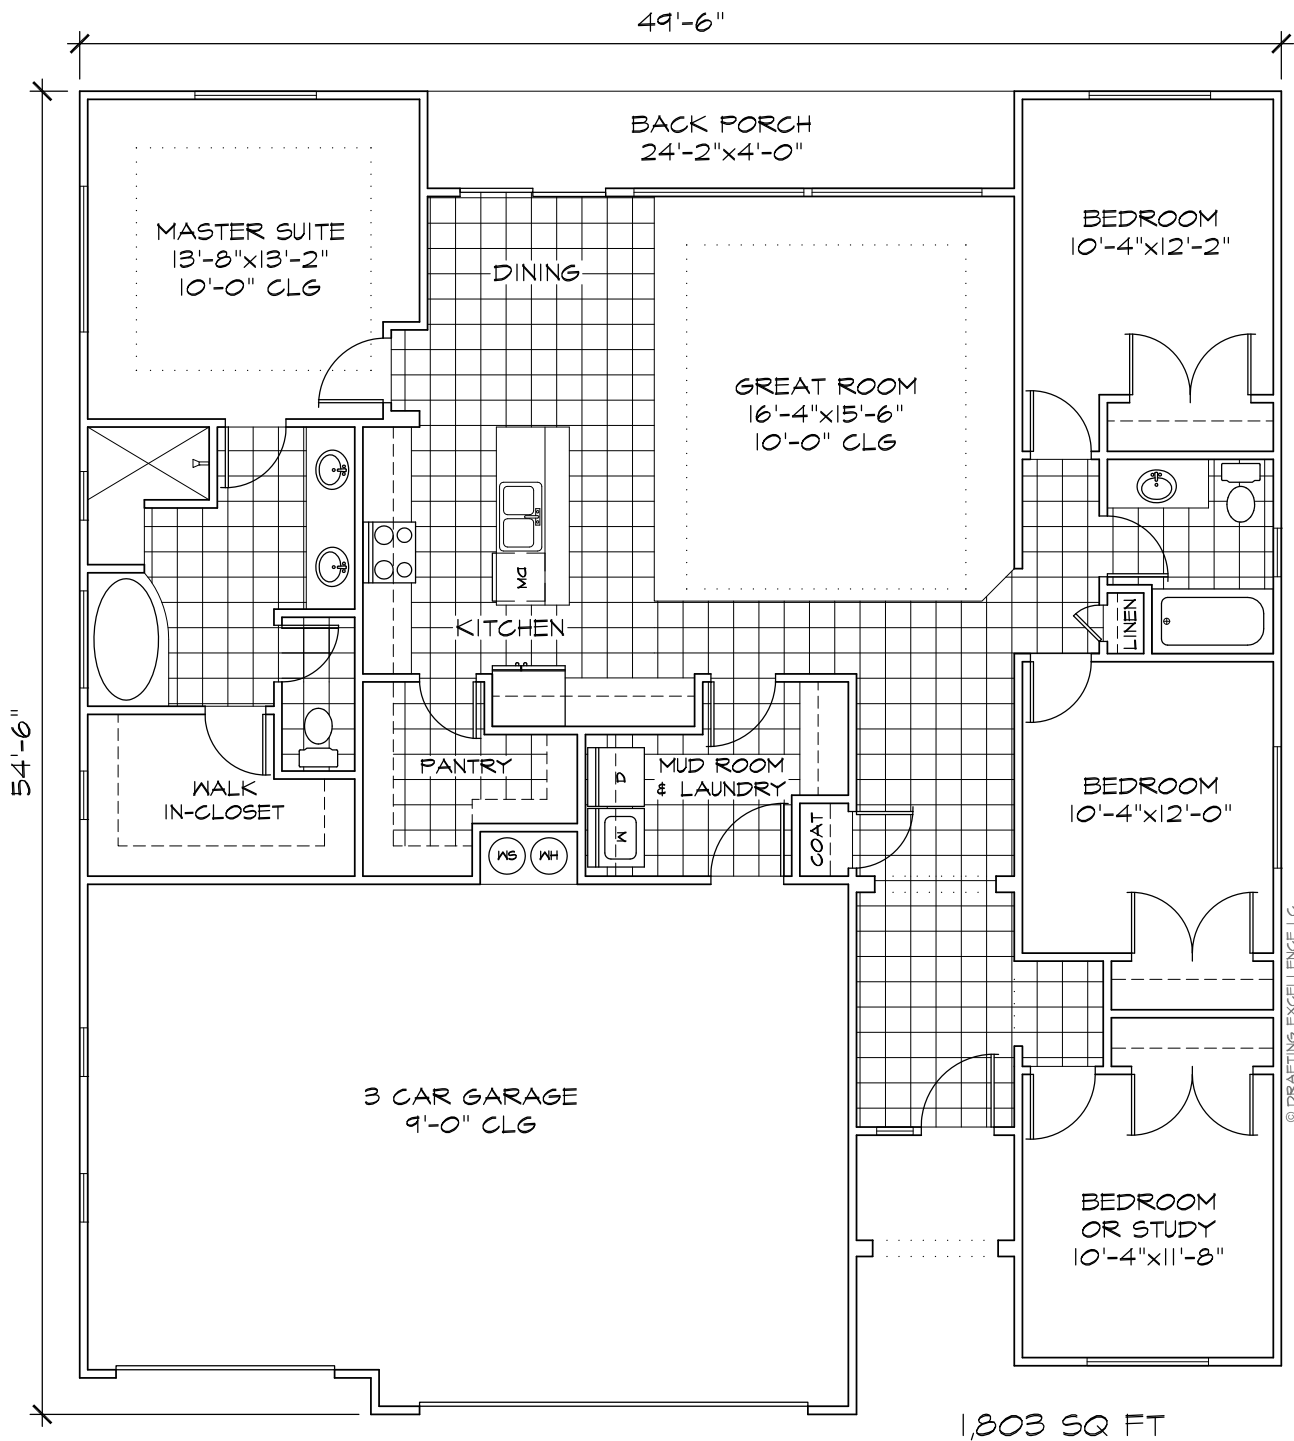 49'-6"
BACK PORCH
24'-2"x4'-0"
MASTER SUITE
13'-8"x13'-2"
10'-0" CLG
DINING
BEDROOM
10'-4"x12'-2"
GREAT ROOM
16'-4"x15'-6"
10'-0" CLG
DW
KITCHEN
LINEN
54'-6"
PANTRY
D
MUD ROOM
& LAUNDRY
WALK
IN-CLOSET
BEDROOM
10'-4"x12'-0"
W
COAT
WS
WH
© DRAFTING EXCELLENCE LC
3 CAR GARAGE
9'-0" CLG
BEDROOM
OR STUDY
10'-4"x11'-8"
1,803 SQ FT